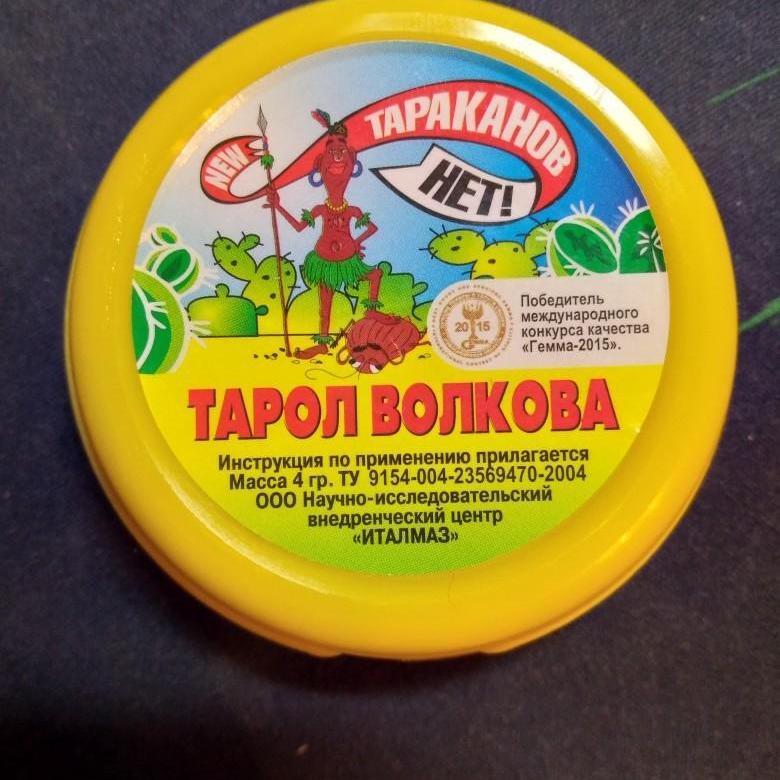 NEW
ТАРАКАНОВ
НЕТ!
2015
Победитель
международного
конкурса качества
«Гемма-2015».
ТАРОЛ ВОЛКОВА
Инструкция по применению прилагается
Масса 4 гр. ТУ 9154-004-23569470-2004
ООО Научно-исследовательский
внедренческий центр
«ИТАЛМАЗ»